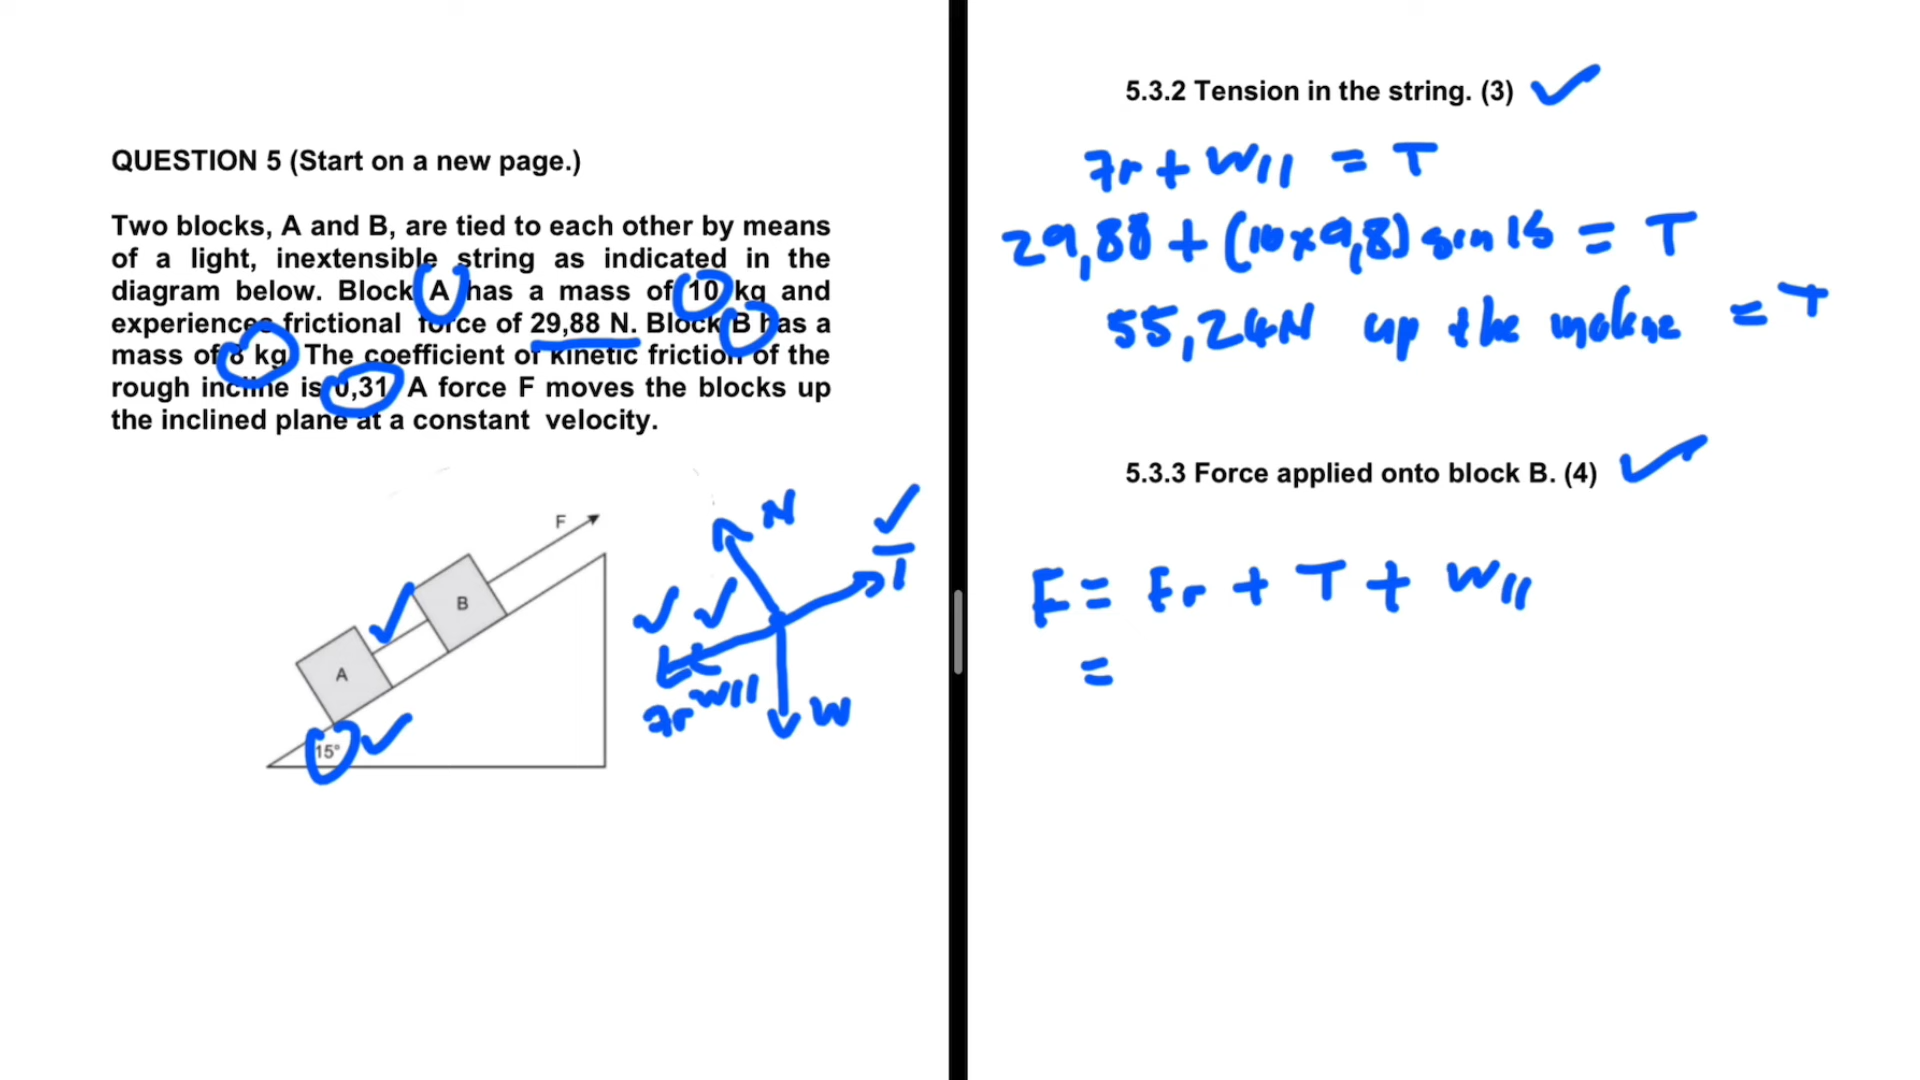 QUESTION 5 (Start on a new page.)
Two blocks, A and B, are tied to each other by means
of a light, inextensible string as indicated in the
diagram below. Block A has a mass of 10 kg and
experiences frictional force of 29,88 N. Block B has a
mass of 8 kg. The coefficient of kinetic friction of the
rough incline is 0,31. A force F moves the blocks up
the inclined plane at a constant velocity.
F
B
A
15°
N
T
fr W//
W
5.3.2 Tension in the string. (3)
fr + W// = T
29,88 + (10×9,8) sin 15 = T
55,24N up the incline = T
5.3.3 Force applied onto block B. (4)
F = Fr + T + W//
=